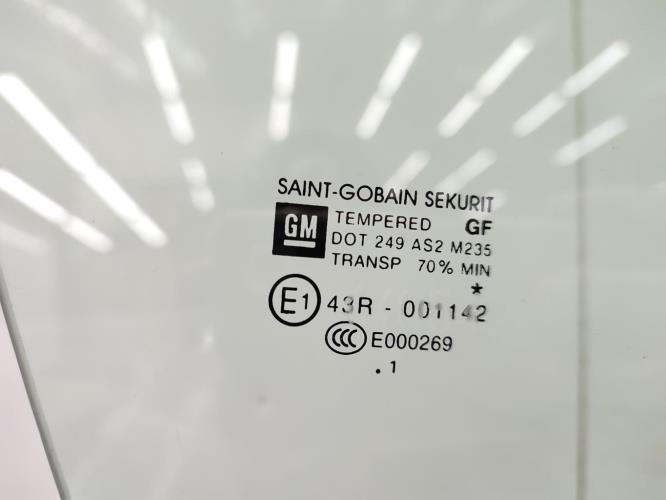 SAINT-GOBAIN SEKURIT
GM TEMPERED GF
DOT 249 AS2 M235
TRANSP 70% MIN
*
E1 43R - 001142
CCC E000269
. 1